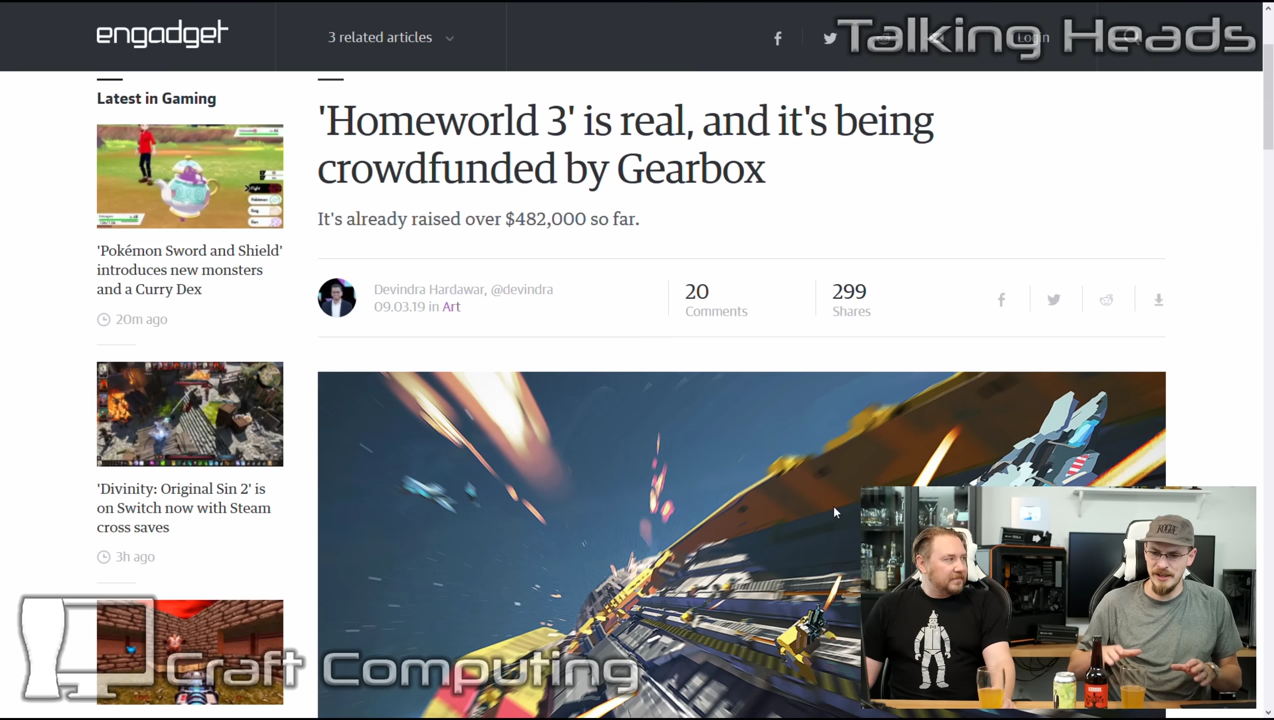 engadget
3 related articles
Login
Talking Heads
Latest in Gaming
'Pokémon Sword and Shield'
introduces new monsters
and a Curry Dex
20m ago
'Divinity: Original Sin 2' is
on Switch now with Steam
cross saves
3h ago
'Homeworld 3' is real, and it's being
crowdfunded by Gearbox
It's already raised over $482,000 so far.
Devindra Hardawar, @devindra
09.03.19 in Art
20
Comments
299
Shares
ROGUE
Craft Computing